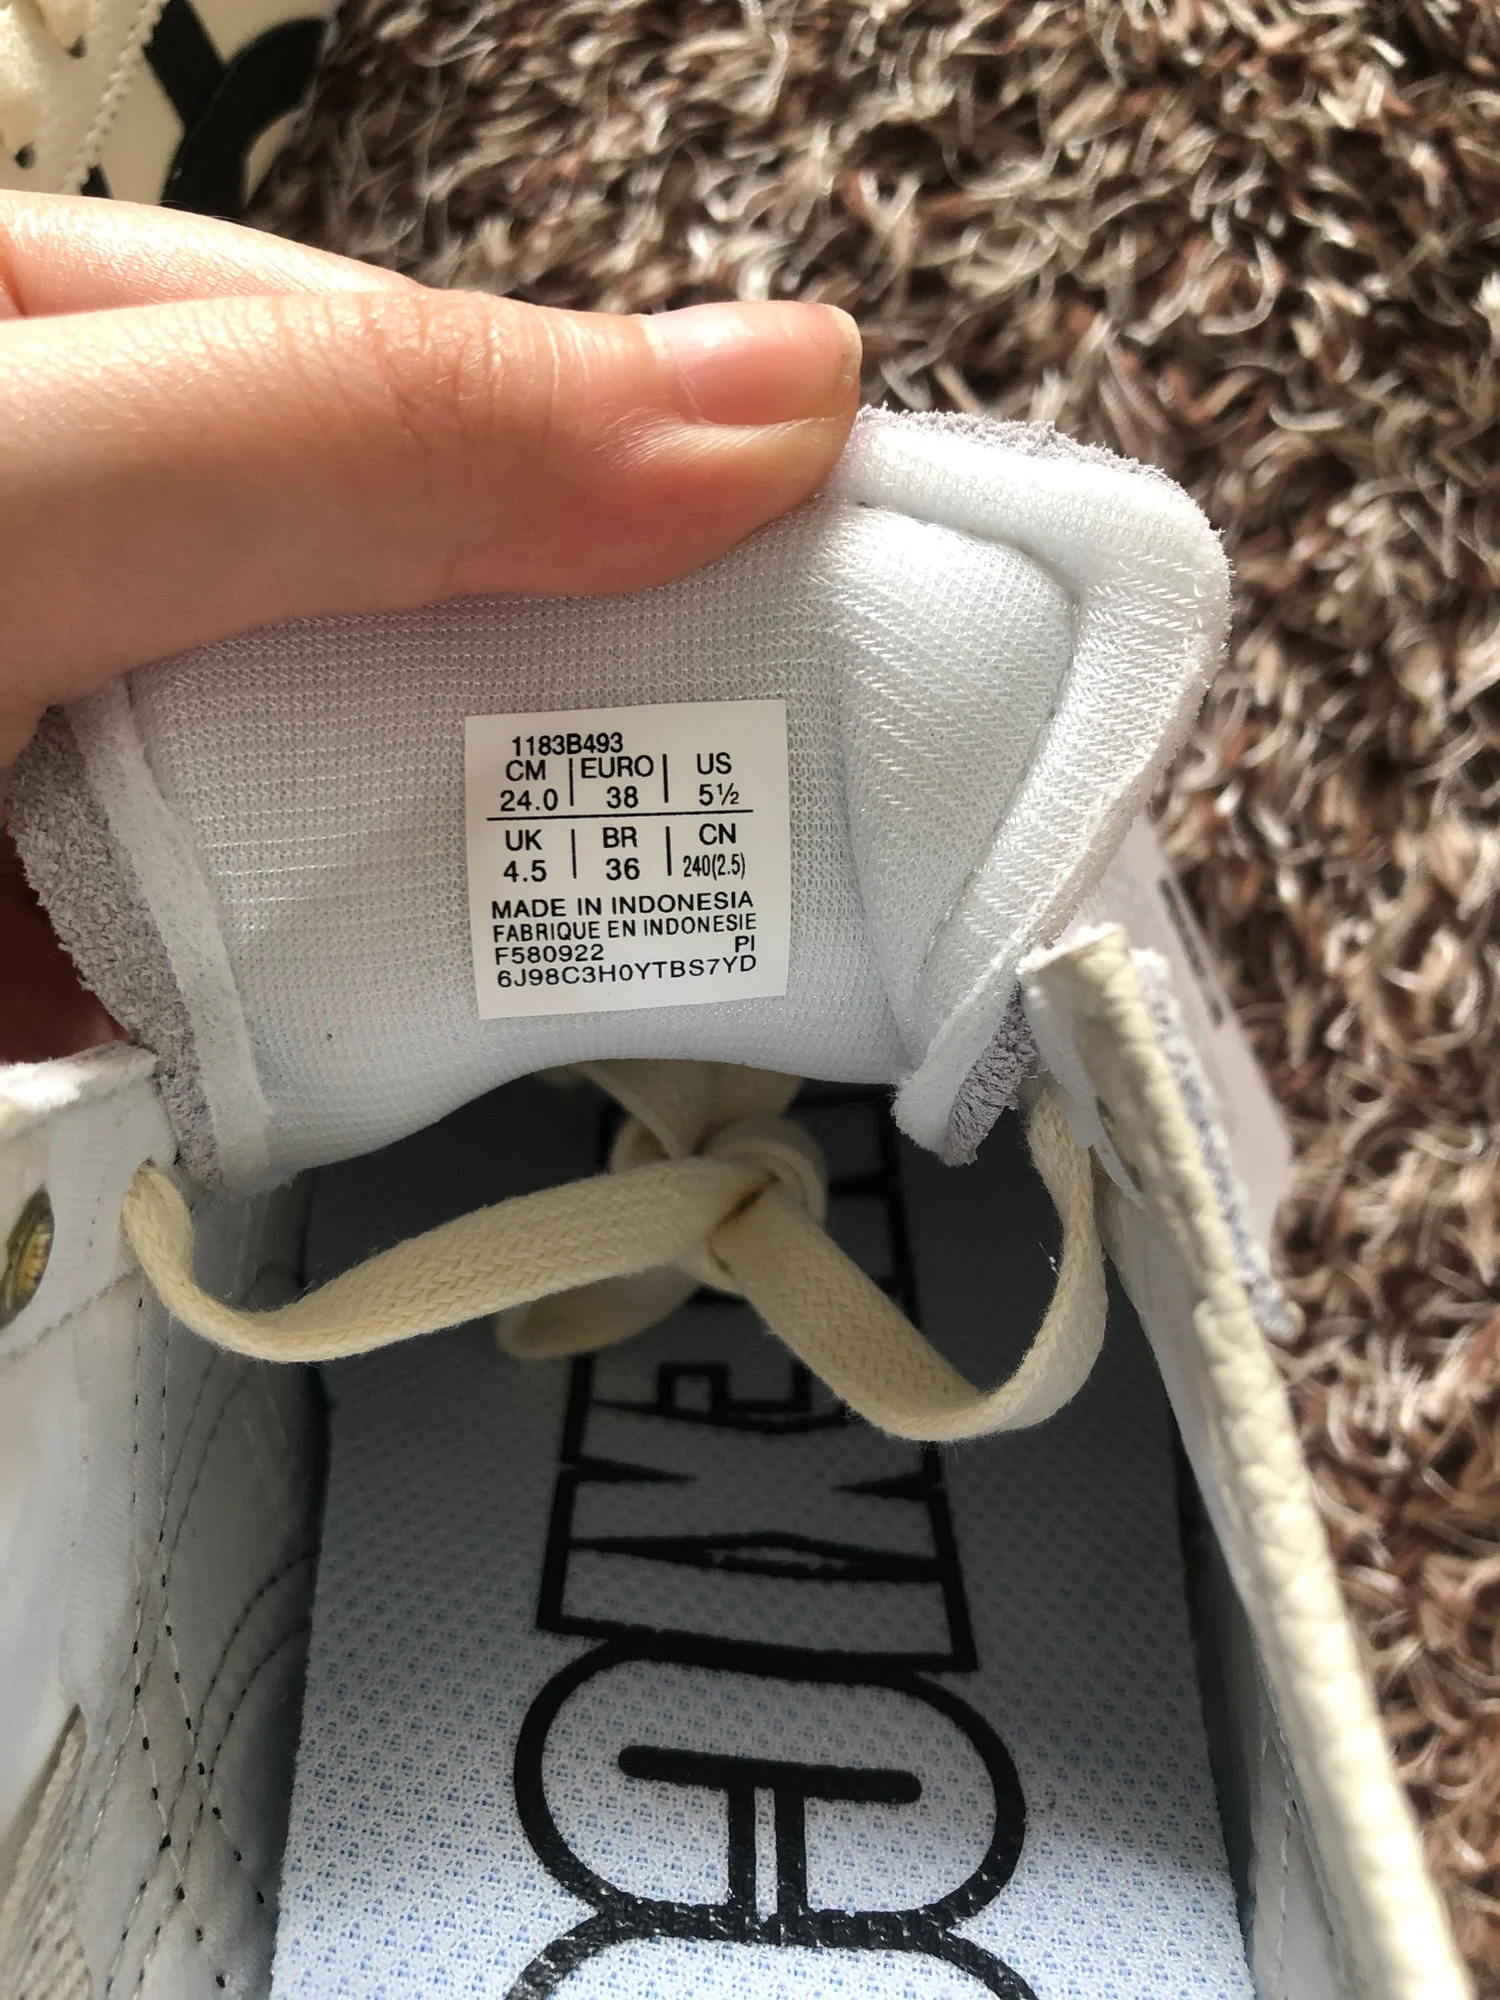 1183B493
CM | EURO | US
24.0 | 38 | 5½
UK | BR | CN
4.5 | 36 | 240(2.5)
MADE IN INDONESIA
FABRIQUE EN INDONESIE
F580922 PI
6J98C3H0YTBS7YD